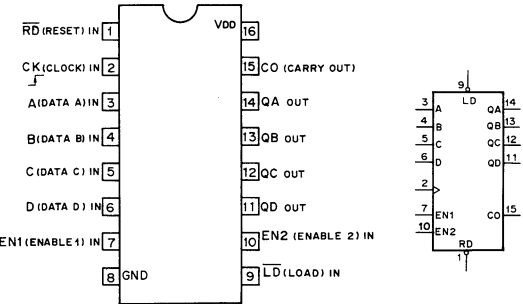 RD (RESET) IN 1
CK (CLOCK) IN 2
A (DATA A) IN 3
B (DATA B) IN 4
C (DATA C) IN 5
D (DATA D) IN 6
EN1 (ENABLE 1) IN 7
8 GND
VDD 16
15 CO (CARRY OUT)
14 QA OUT
13 QB OUT
12 QC OUT
11 QD OUT
10 EN2 (ENABLE 2) IN
9 LD (LOAD) IN
9
LD
3 A QA 14
4 B QB 13
5 C QC 12
6 D QD 11
2
7 EN1 CO 15
10 EN2
RD
1